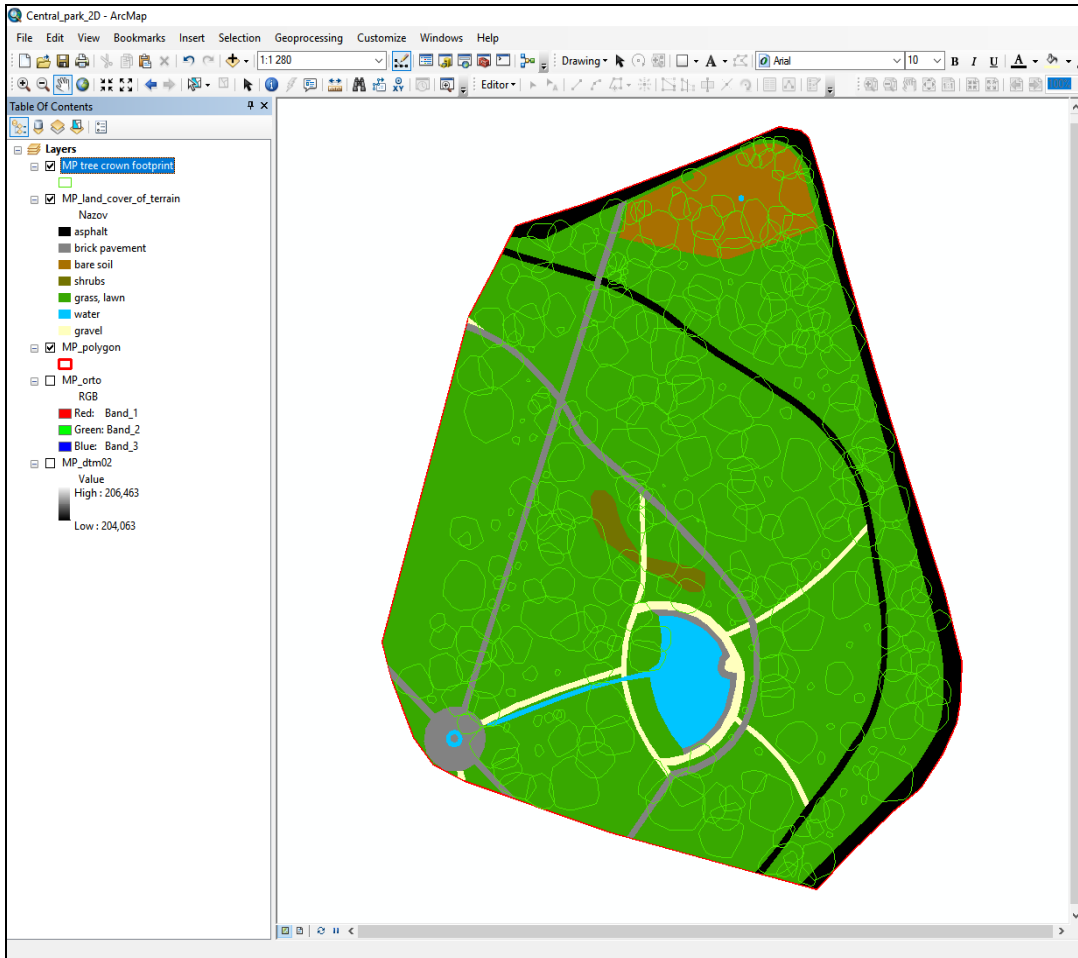 Central_park_2D - ArcMap
File Edit View Bookmarks Insert Selection Geoprocessing Customize Windows Help
1:1 280 Drawing A Arial 10 B I U A
Editor
Table Of Contents
Layers
MP tree crown footprint
MP_land_cover_of_terrain
Nazov
asphalt
brick pavement
bare soil
shrubs
grass, lawn
water
gravel
MP_polygon
MP_orto
RGB
Red: Band_1
Green: Band_2
Blue: Band_3
MP_dtm02
Value
High : 206,463
Low : 204,063